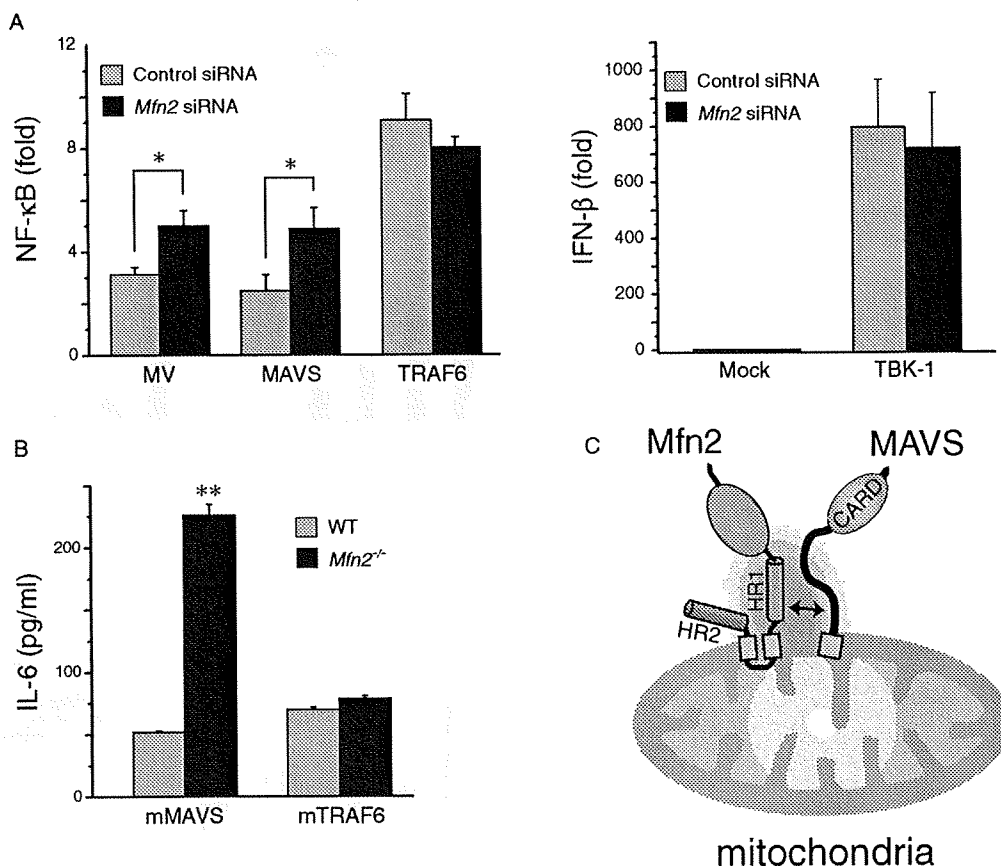 A
12
8
4
0
NF-κB (fold)
Control siRNA
Mfn2 siRNA
*
*
MV
MAVS
TRAF6
1000
800
600
400
200
0
IFN-β (fold)
Control siRNA
Mfn2 siRNA
Mock
TBK-1
B
200
100
0
IL-6 (pg/ml)
**
WT
Mfn2-/-
mMAVS
mTRAF6
C
Mfn2
MAVS
CARD
HR1
HR2
mitochondria